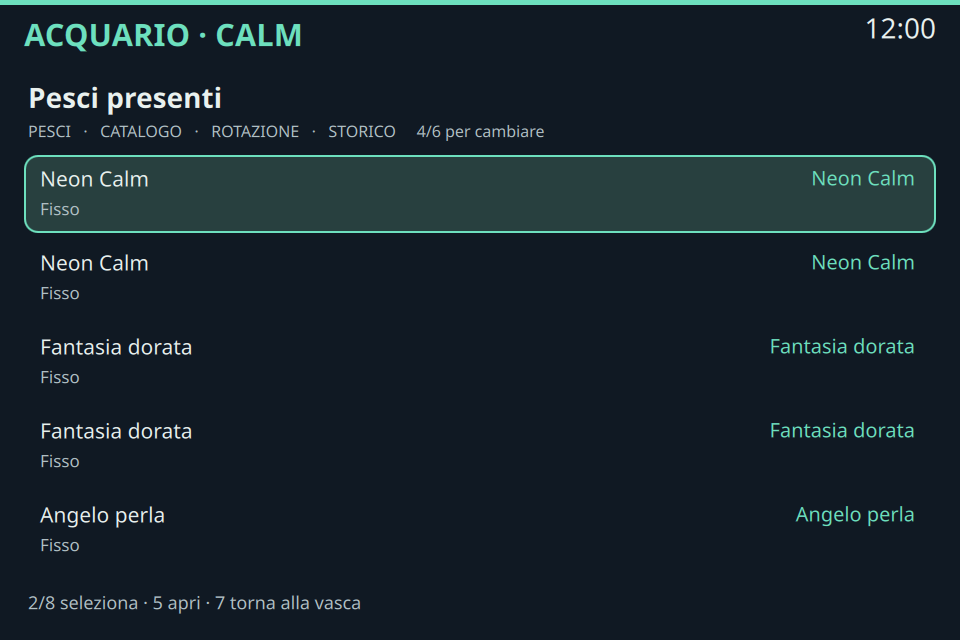 ACQUARIO · CALM
12:00
Pesci presenti
PESCI · CATALOGO · ROTAZIONE · STORICO 4/6 per cambiare
Neon Calm Neon Calm
Fisso
Neon Calm Neon Calm
Fisso
Fantasia dorata Fantasia dorata
Fisso
Fantasia dorata Fantasia dorata
Fisso
Angelo perla Angelo perla
Fisso
2/8 seleziona · 5 apri · 7 torna alla vasca